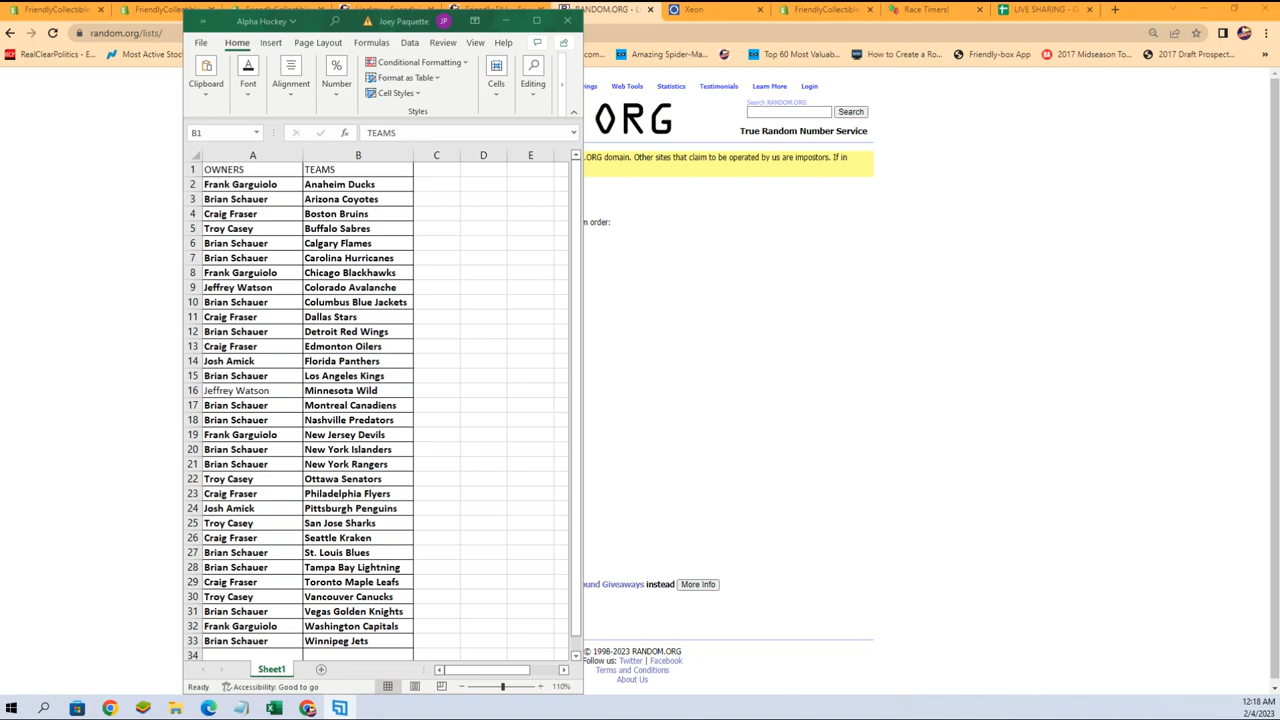 FriendlyCollectib
FriendlyCollectib
Xeon
FriendlyCollectible
Race Timers!
LIVE SHARING - G
RANDOM.ORG - L
random.org/lists/
RealClearPolitics - E
Most Active Stoc
Amazing Spider-Ma
Top 60 Most Valuab
How to Create a Ro
Friendly-box App
2017 Midseason To
2017 Draft Prospect
Alpha Hockey
Joey Paquette JP
File Home Insert Page Layout Formulas Data Review View Help
Clipboard Font Alignment Number
Conditional Formatting
Format as Table
Cell Styles
Styles
Cells Editing
B1 fx TEAMS
A B C D E
1 OWNERS TEAMS
2 Frank Garguiolo Anaheim Ducks
3 Brian Schauer Arizona Coyotes
4 Craig Fraser Boston Bruins
5 Troy Casey Buffalo Sabres
6 Brian Schauer Calgary Flames
7 Brian Schauer Carolina Hurricanes
8 Frank Garguiolo Chicago Blackhawks
9 Jeffrey Watson Colorado Avalanche
10 Brian Schauer Columbus Blue Jackets
11 Craig Fraser Dallas Stars
12 Brian Schauer Detroit Red Wings
13 Craig Fraser Edmonton Oilers
14 Josh Amick Florida Panthers
15 Brian Schauer Los Angeles Kings
16 Jeffrey Watson Minnesota Wild
17 Brian Schauer Montreal Canadiens
18 Brian Schauer Nashville Predators
19 Frank Garguiolo New Jersey Devils
20 Brian Schauer New York Islanders
21 Brian Schauer New York Rangers
22 Troy Casey Ottawa Senators
23 Craig Fraser Philadelphia Flyers
24 Josh Amick Pittsburgh Penguins
25 Troy Casey San Jose Sharks
26 Craig Fraser Seattle Kraken
27 Brian Schauer St. Louis Blues
28 Brian Schauer Tampa Bay Lightning
29 Craig Fraser Toronto Maple Leafs
30 Troy Casey Vancouver Canucks
31 Brian Schauer Vegas Golden Knights
32 Frank Garguiolo Washington Capitals
33 Brian Schauer Winnipeg Jets
34
Sheet1
Ready Accessibility: Good to go 110%
ings Web Tools Statistics Testimonials Learn More Login
ORG
Search RANDOM.ORG
Search
True Random Number Service
.ORG domain. Other sites that claim to be operated by us are impostors. If in
n order:
ound Giveaways instead More Info
© 1998-2023 RANDOM.ORG
Follow us: Twitter | Facebook
Terms and Conditions
About Us
12:18 AM
2/4/2023